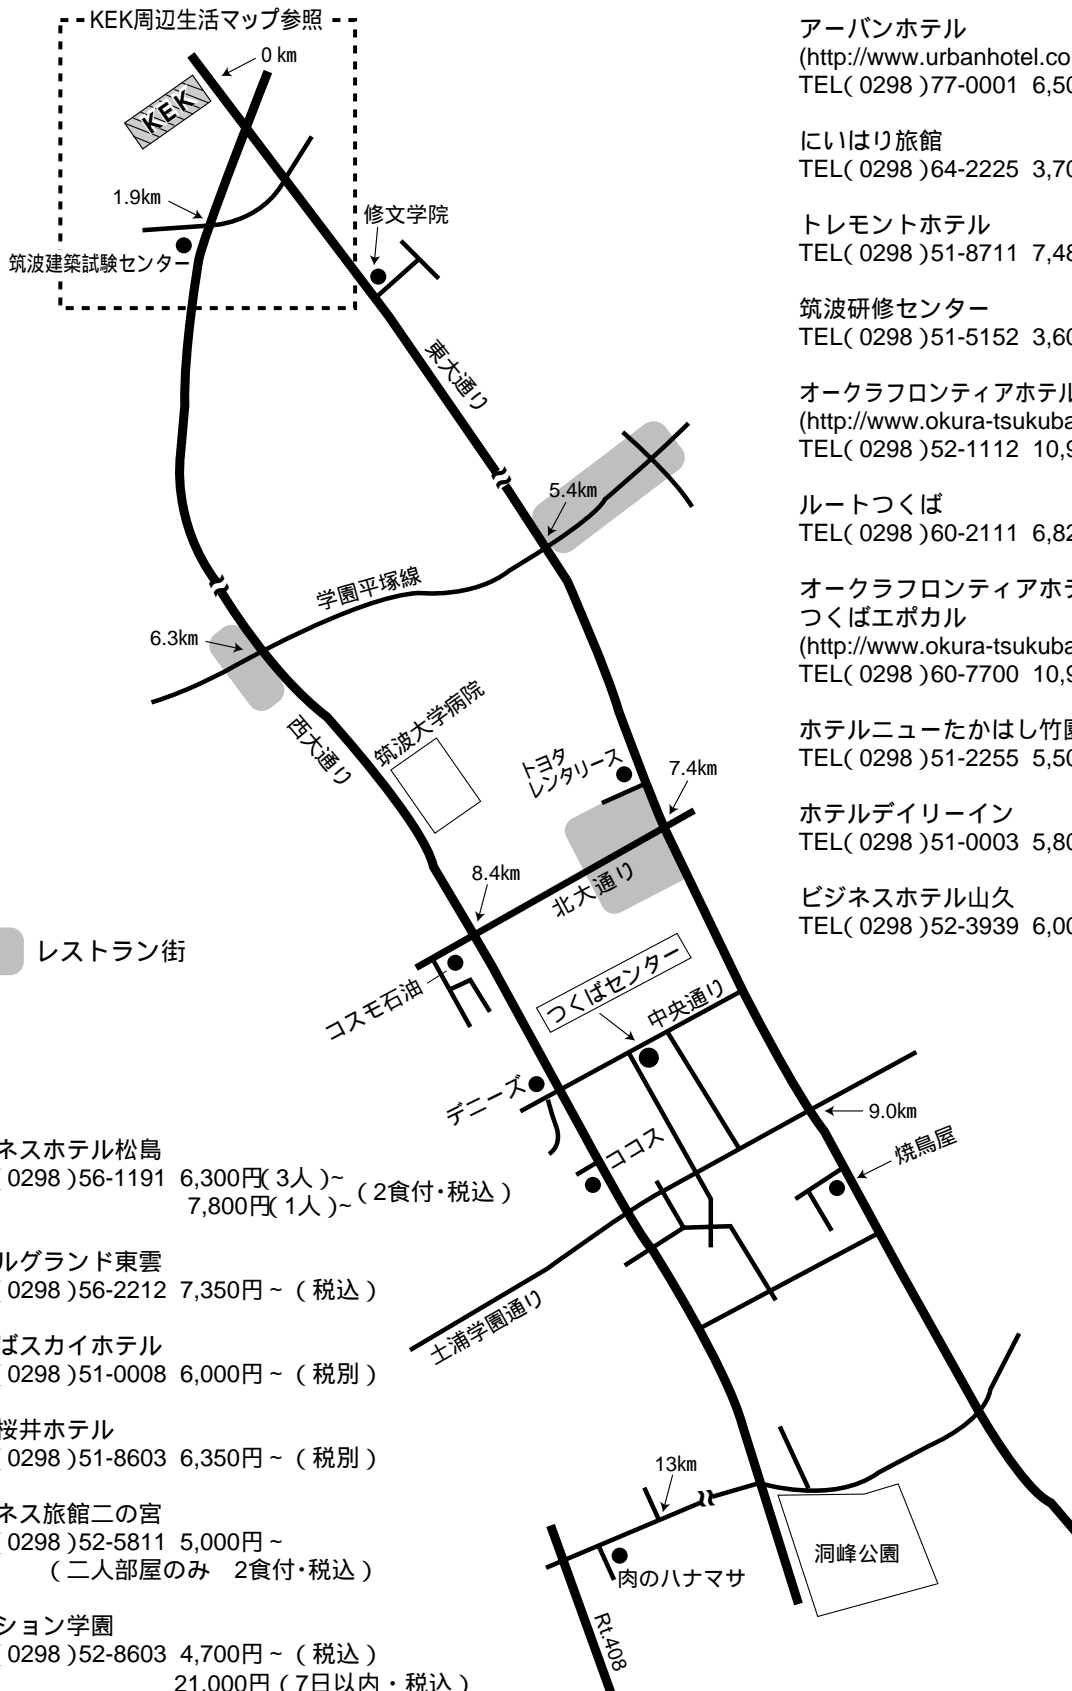 KEK周辺生活マップ参照
0㎞
KEK
1.9㎞
筑波建築試験センター
修文学院
東大通り
5.4㎞
学園平塚線
6.3㎞
西大通り
筑波大学病院
トヨタ
レンタリース
7.4㎞
8.4㎞
北大通り
レストラン街
コスモ石油
つくばセンター
中央通り
デニーズ
ココス
9.0㎞
焼鳥屋
土浦学園通り
13㎞
洞峰公園
肉のハナマサ
Rt.408
アーバンホテル
(http://www.urbanhotel.co
TEL(0298)77-0001 6,50
にいはり旅館
TEL(0298)64-2225 3,70
トレモントホテル
TEL(0298)51-8711 7,48
筑波研修センター
TEL(0298)51-5152 3,60
オークラフロンティアホテル
(http://www.okura-tsukuba
TEL(0298)52-1112 10,9
ルートつくば
TEL(0298)60-2111 6,82
オークラフロンティアホテ
つくばエポカル
(http://www.okura-tsukuba
TEL(0298)60-7700 10,9
ホテルニューたかはし竹園
TEL(0298)51-2255 5,50
ホテルデイリーイン
TEL(0298)51-0003 5,80
ビジネスホテル山久
TEL(0298)52-3939 6,00
ネスホテル松島
(0298)56-1191 6,300円(3人)~
7,800円(1人)~(2食付・税込)
ルグランド東雲
(0298)56-2212 7,350円~(税込)
ばスカイホテル
(0298)51-0008 6,000円~(税別)
桜井ホテル
(0298)51-8603 6,350円~(税別)
ネス旅館二の宮
(0298)52-5811 5,000円~
(二人部屋のみ 2食付・税込)
ション学園
(0298)52-8603 4,700円~(税込)
21,000円(7日以内・税込)